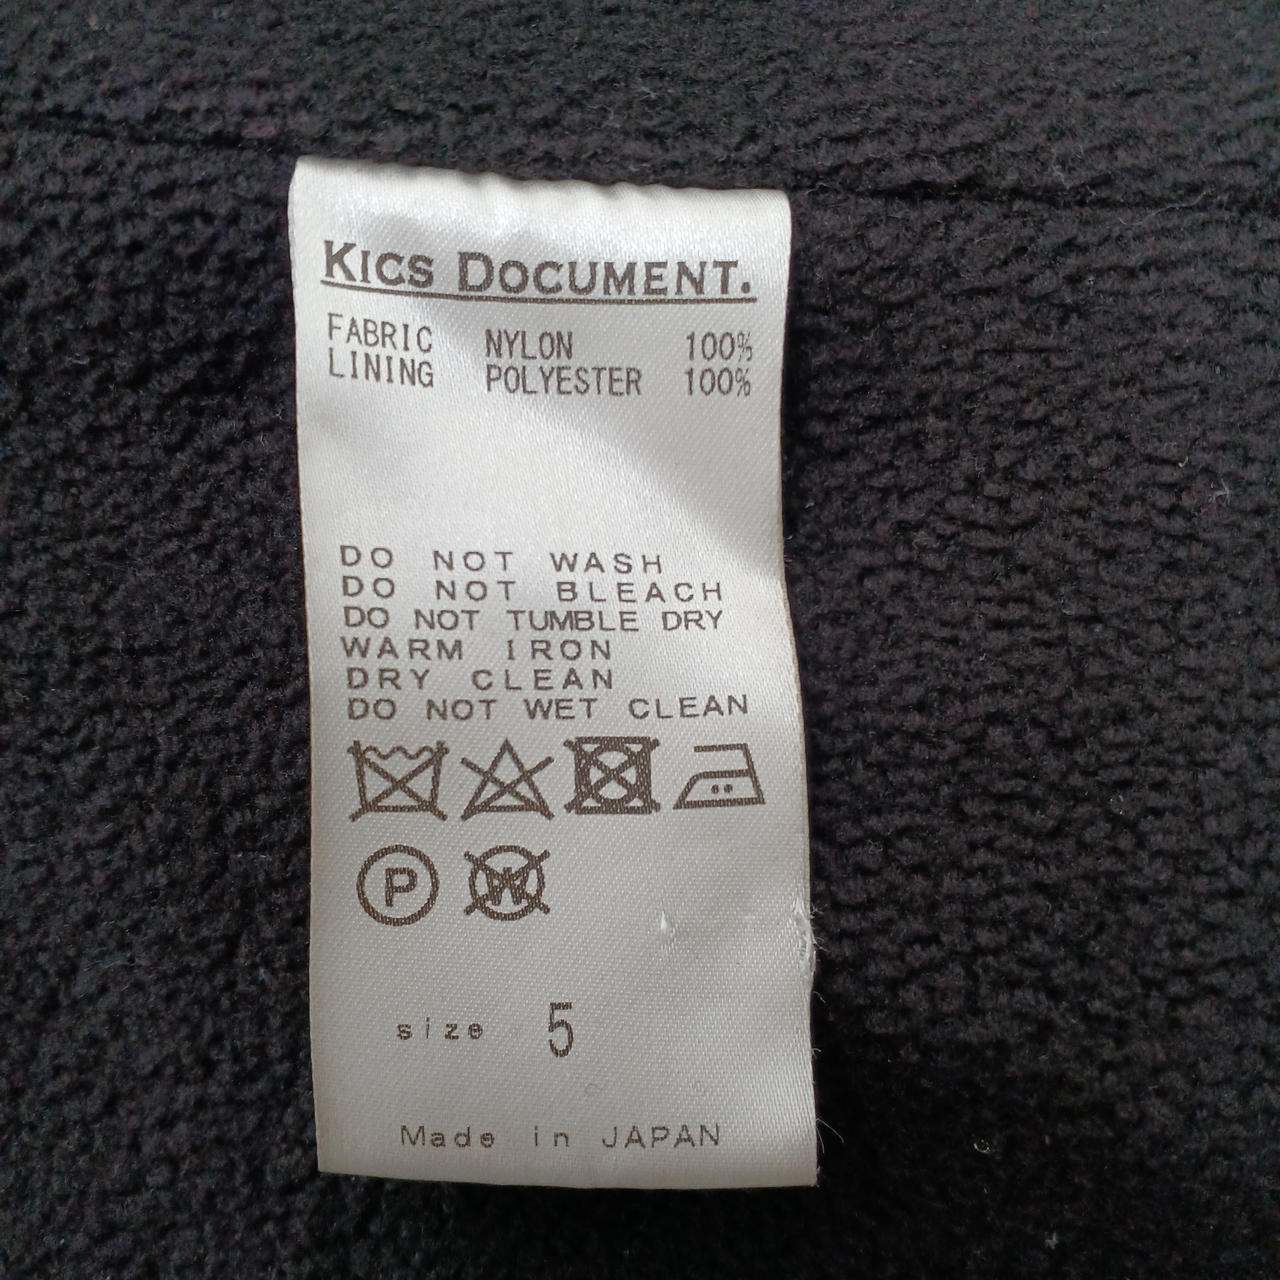 KICS DOCUMENT.
FABRIC NYLON 100%
LINING POLYESTER 100%
DO NOT WASH
DO NOT BLEACH
DO NOT TUMBLE DRY
WARM IRON
DRY CLEAN
DO NOT WET CLEAN
P W
size 5
Made in JAPAN